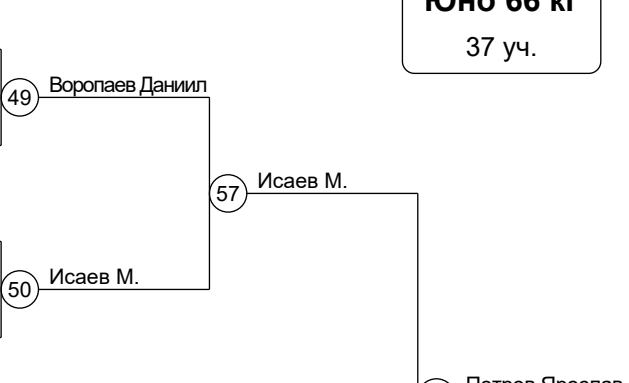 Юно 66 кг
37 уч.
49 Воропаев Даниил
57 Исаев М.
50 Исаев М.
Петров Ярослав